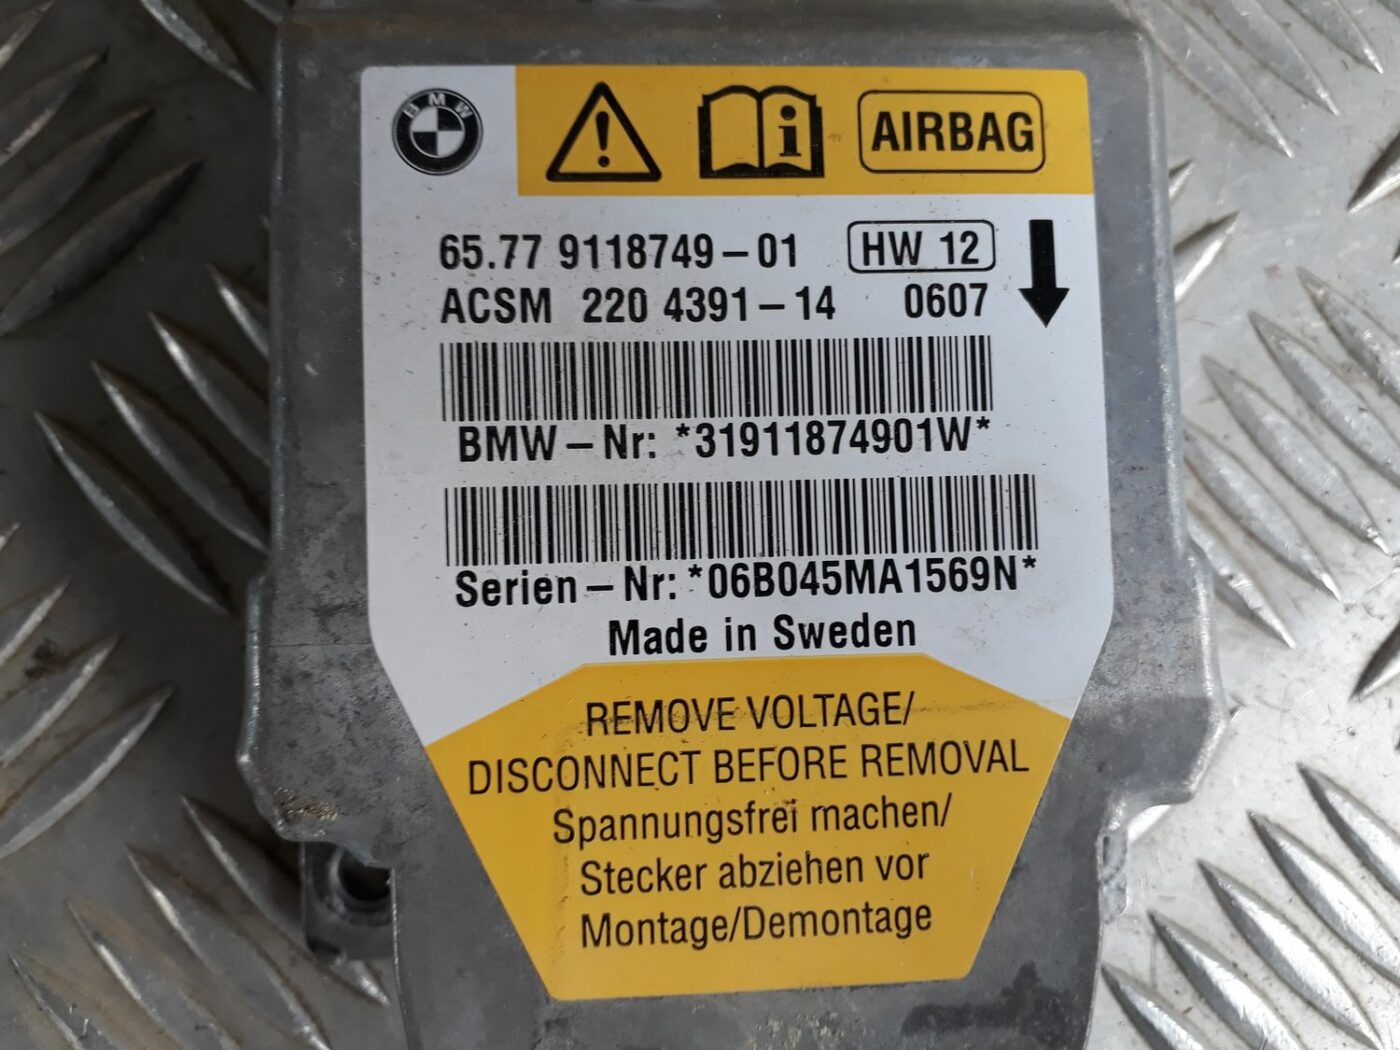 BMW
i
AIRBAG
65.77 9118749-01 HW 12
ACSM 220 4391-14 0607
BMW-Nr: *31911874901W*
Serien-Nr: *06B045MA1569N*
Made in Sweden
REMOVE VOLTAGE/
DISCONNECT BEFORE REMOVAL
Spannungsfrei machen/
Stecker abziehen vor
Montage/Demontage